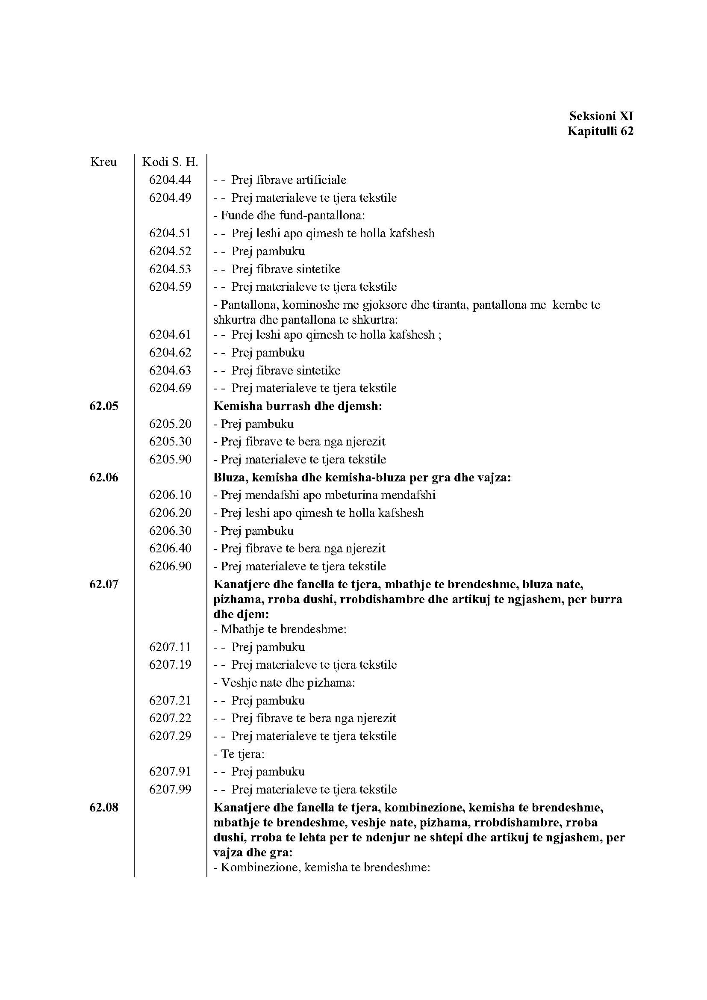 Seksioni XI
Kapitulli 62
Kreu Kodi S. H.
6204.44 - - Prej fibrave artificiale
6204.49 - - Prej materialeve te tjera tekstile
- Funde dhe fund-pantallona:
6204.51 - - Prej leshi apo qimesh te holla kafshesh
6204.52 - - Prej pambuku
6204.53 - - Prej fibrave sintetike
6204.59 - - Prej materialeve te tjera tekstile
- Pantallona, kominoshe me gjoksore dhe tiranta, pantallona me kembe te
shkurtra dhe pantallona te shkurtra:
6204.61 - - Prej leshi apo qimesh te holla kafshesh ;
6204.62 - - Prej pambuku
6204.63 - - Prej fibrave sintetike
6204.69 - - Prej materialeve te tjera tekstile
62.05 Kemisha burrash dhe djemsh:
6205.20 - Prej pambuku
6205.30 - Prej fibrave te bera nga njerezit
6205.90 - Prej materialeve te tjera tekstile
62.06 Bluza, kemisha dhe kemisha-bluza per gra dhe vajza:
6206.10 - Prej mendafshi apo mbeturina mendafshi
6206.20 - Prej leshi apo qimesh te holla kafshesh
6206.30 - Prej pambuku
6206.40 - Prej fibrave te bera nga njerezit
6206.90 - Prej materialeve te tjera tekstile
62.07 Kanatjere dhe fanella te tjera, mbathje te brendeshme, bluza nate,
pizhama, rroba dushi, rrobdishambre dhe artikuj te ngjashem, per burra
dhe djem:
- Mbathje te brendeshme:
6207.11 - - Prej pambuku
6207.19 - - Prej materialeve te tjera tekstile
- Veshje nate dhe pizhama:
6207.21 - - Prej pambuku
6207.22 - - Prej fibrave te bera nga njerezit
6207.29 - - Prej materialeve te tjera tekstile
- Te tjera:
6207.91 - - Prej pambuku
6207.99 - - Prej materialeve te tjera tekstile
62.08 Kanatjere dhe fanella te tjera, kombinezione, kemisha te brendeshme,
mbathje te brendeshme, veshje nate, pizhama, rrobdishambre, rroba
dushi, rroba te lehta per te ndenjur ne shtepi dhe artikuj te ngjashem, per
vajza dhe gra:
- Kombinezione, kemisha te brendeshme: